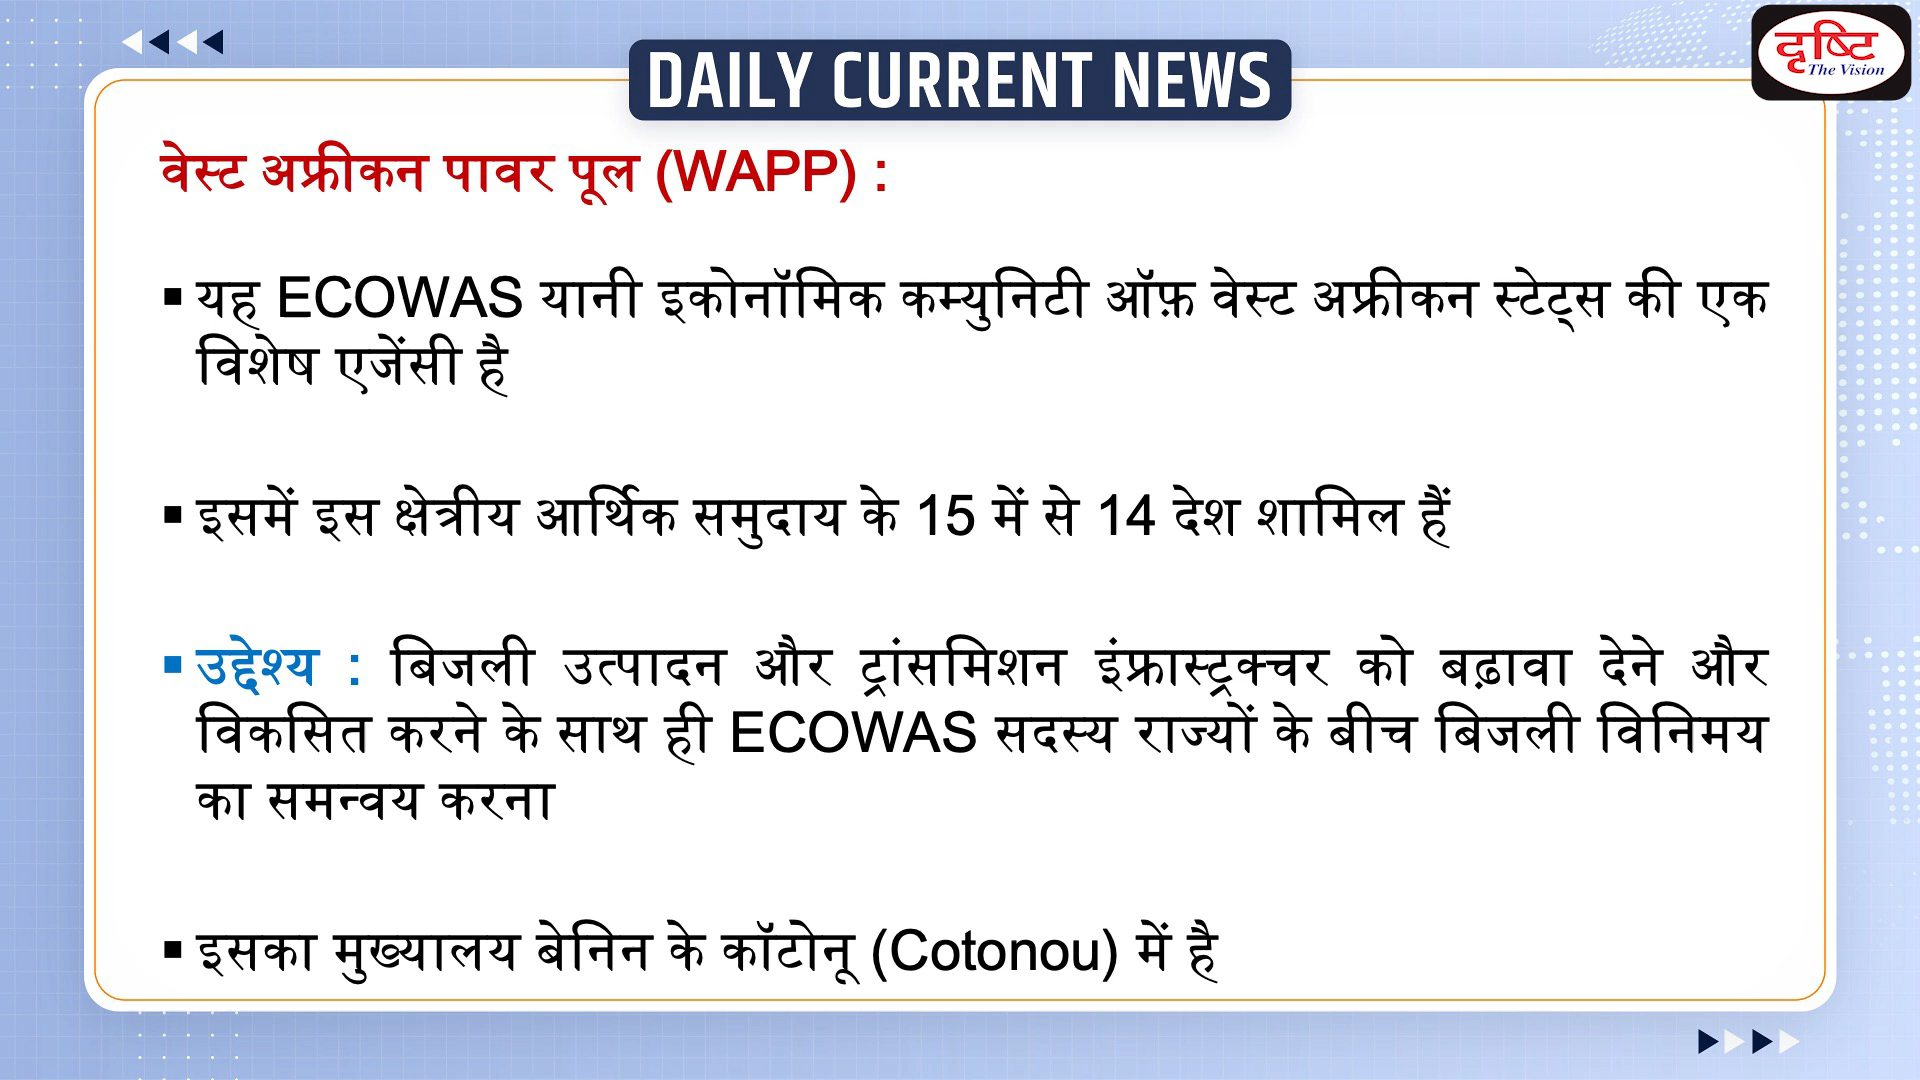 DAILY CURRENT NEWS
दृष्टि
The Vision
वेस्ट अफ्रीकन पावर पूल (WAPP) :
▪ यह ECOWAS यानी इकोनॉमिक कम्युनिटी ऑफ़ वेस्ट अफ्रीकन स्टेट्स की एक
विशेष एजेंसी है
▪ इसमें इस क्षेत्रीय आर्थिक समुदाय के 15 में से 14 देश शामिल हैं
▪ उद्देश्य : बिजली उत्पादन और ट्रांसमिशन इंफ्रास्ट्रक्चर को बढ़ावा देने और
विकसित करने के साथ ही ECOWAS सदस्य राज्यों के बीच बिजली विनिमय
का समन्वय करना
▪ इसका मुख्यालय बेनिन के कॉटोनू (Cotonou) में है